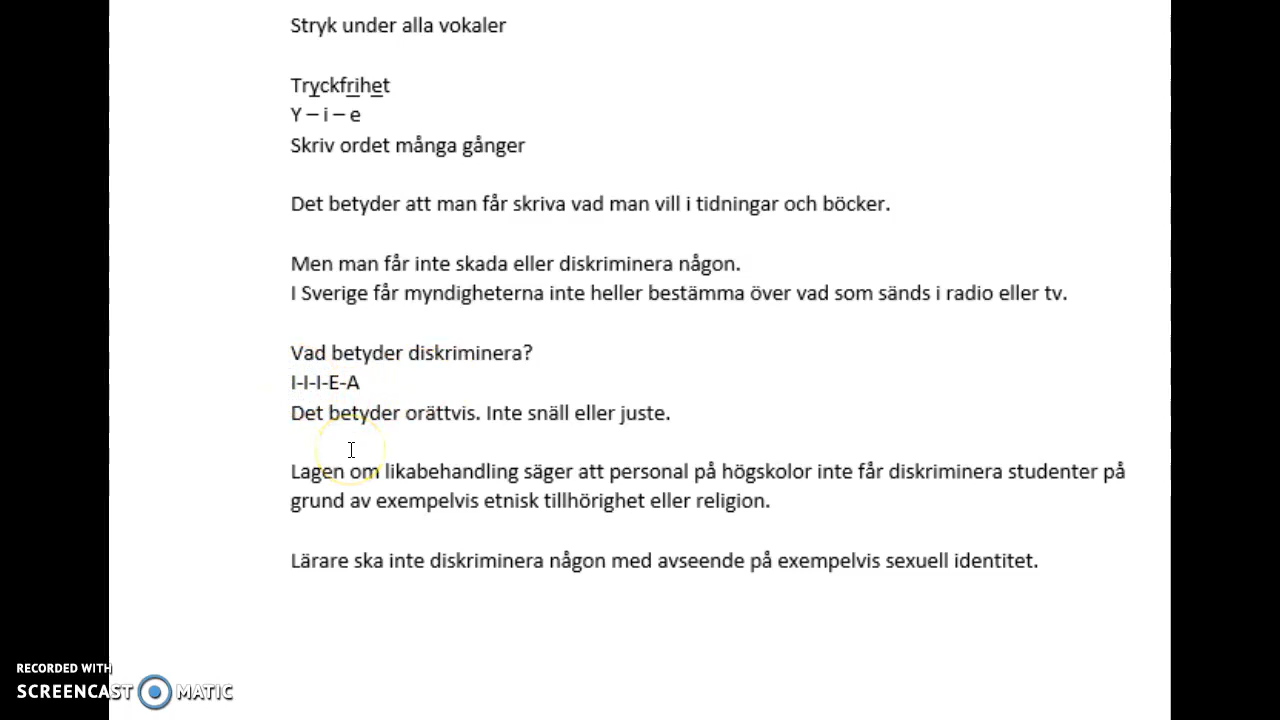 Stryk under alla vokaler
Tryckfrihet
Y – i – e
Skriv ordet många gånger
Det betyder att man får skriva vad man vill i tidningar och böcker.
Men man får inte skada eller diskriminera någon.
I Sverige får myndigheterna inte heller bestämma över vad som sänds i radio eller tv.
Vad betyder diskriminera?
I-I-I-E-A
Det betyder orättvis. Inte snäll eller juste.
Lagen om likabehandling säger att personal på högskolor inte får diskriminera studenter på
grund av exempelvis etnisk tillhörighet eller religion.
Lärare ska inte diskriminera någon med avseende på exempelvis sexuell identitet.
RECORDED WITH
SCREENCAST MATIC